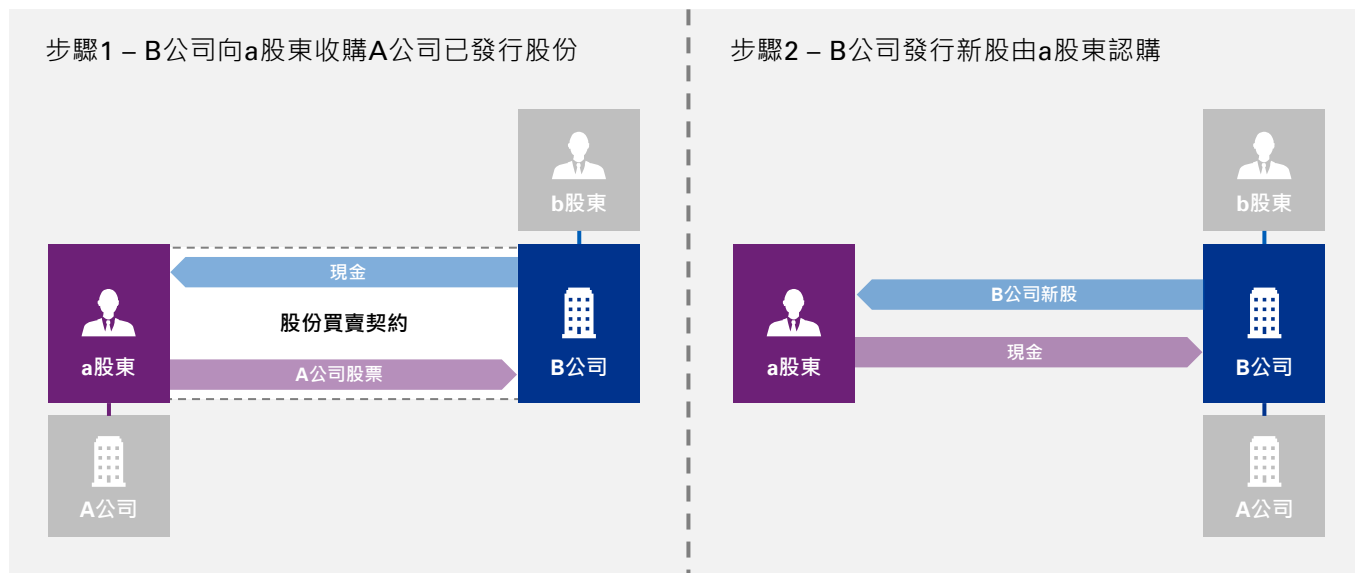 步驟1 – B公司向a股東收購A公司已發行股份
b股東
現金
股份買賣契約
a股東
A公司股票
B公司
A公司
步驟2 – B公司發行新股由a股東認購
b股東
B公司新股
現金
a股東
B公司
A公司